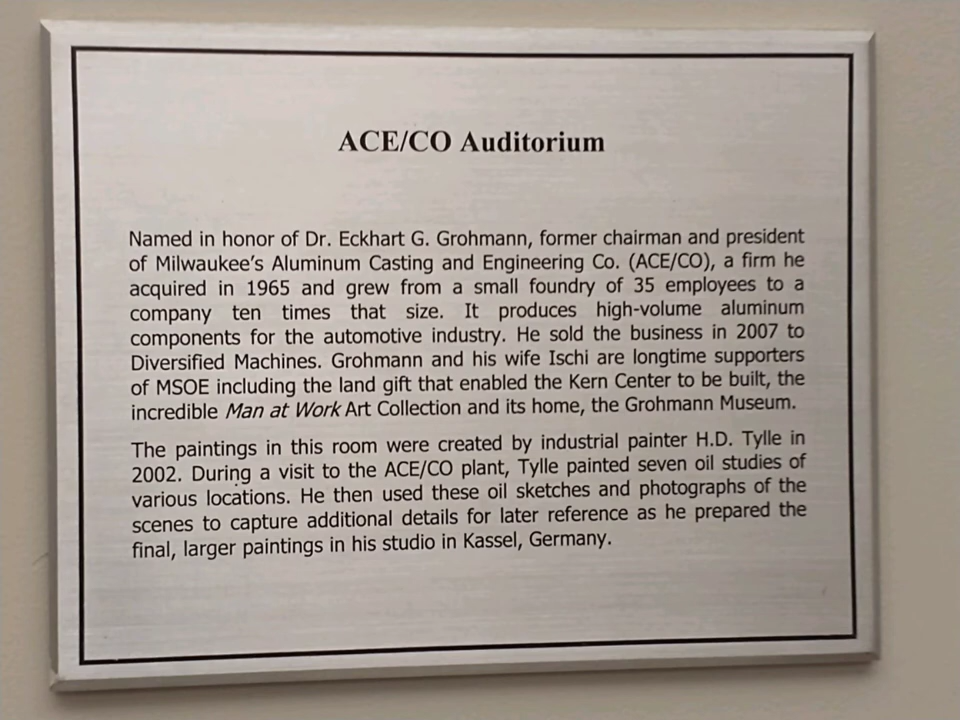 ACE/CO Auditorium
Named in honor of Dr. Eckhart G. Grohmann, former chairman and president
of Milwaukee's Aluminum Casting and Engineering Co. (ACE/CO), a firm he
acquired in 1965 and grew from a small foundry of 35 employees to a
company ten times that size. It produces high-volume aluminum
components for the automotive industry. He sold the business in 2007 to
Diversified Machines. Grohmann and his wife Ischi are longtime supporters
of MSOE including the land gift that enabled the Kern Center to be built, the
incredible Man at Work Art Collection and its home, the Grohmann Museum.
The paintings in this room were created by industrial painter H.D. Tylle in
2002. During a visit to the ACE/CO plant, Tylle painted seven oil studies of
various locations. He then used these oil sketches and photographs of the
scenes to capture additional details for later reference as he prepared the
final, larger paintings in his studio in Kassel, Germany.